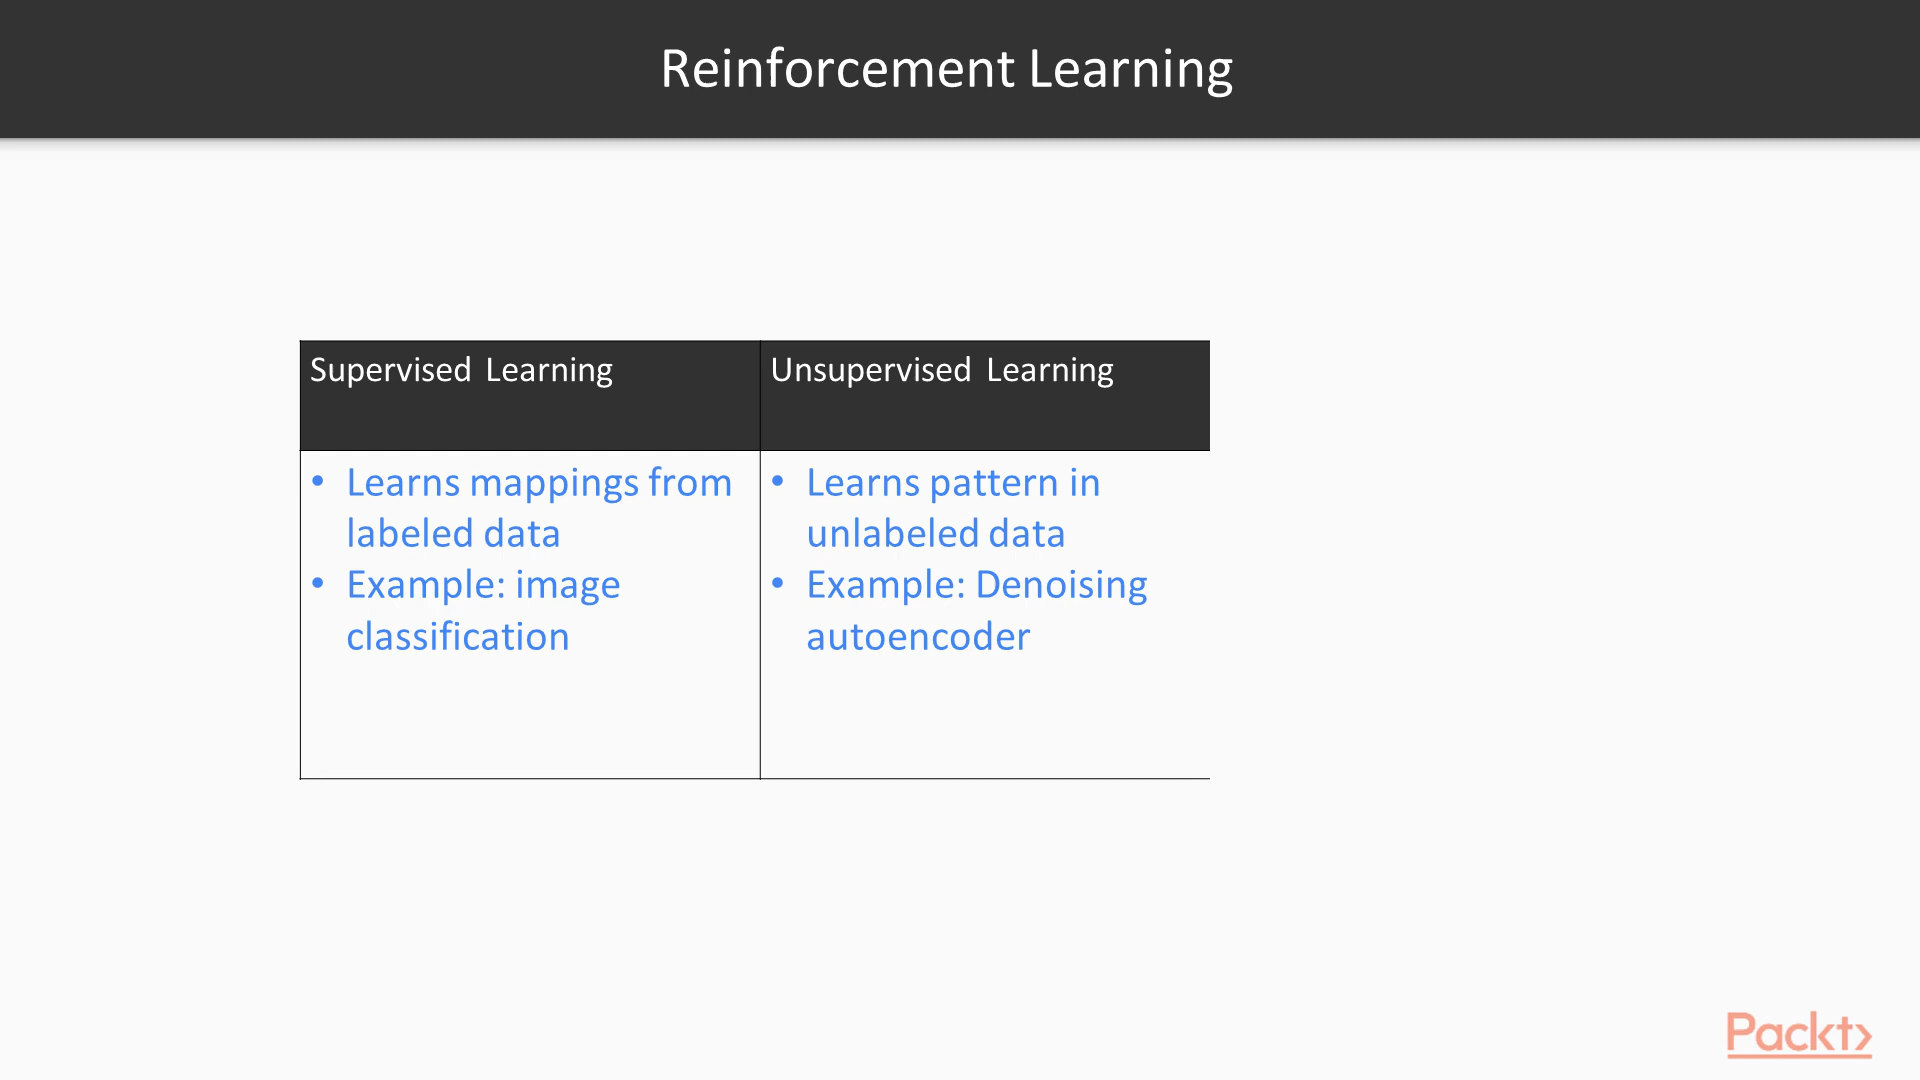 Reinforcement Learning
Supervised Learning
Unsupervised Learning
• Learns mappings from
labeled data
• Example: image
classification
• Learns pattern in
unlabeled data
• Example: Denoising
autoencoder
Packt>